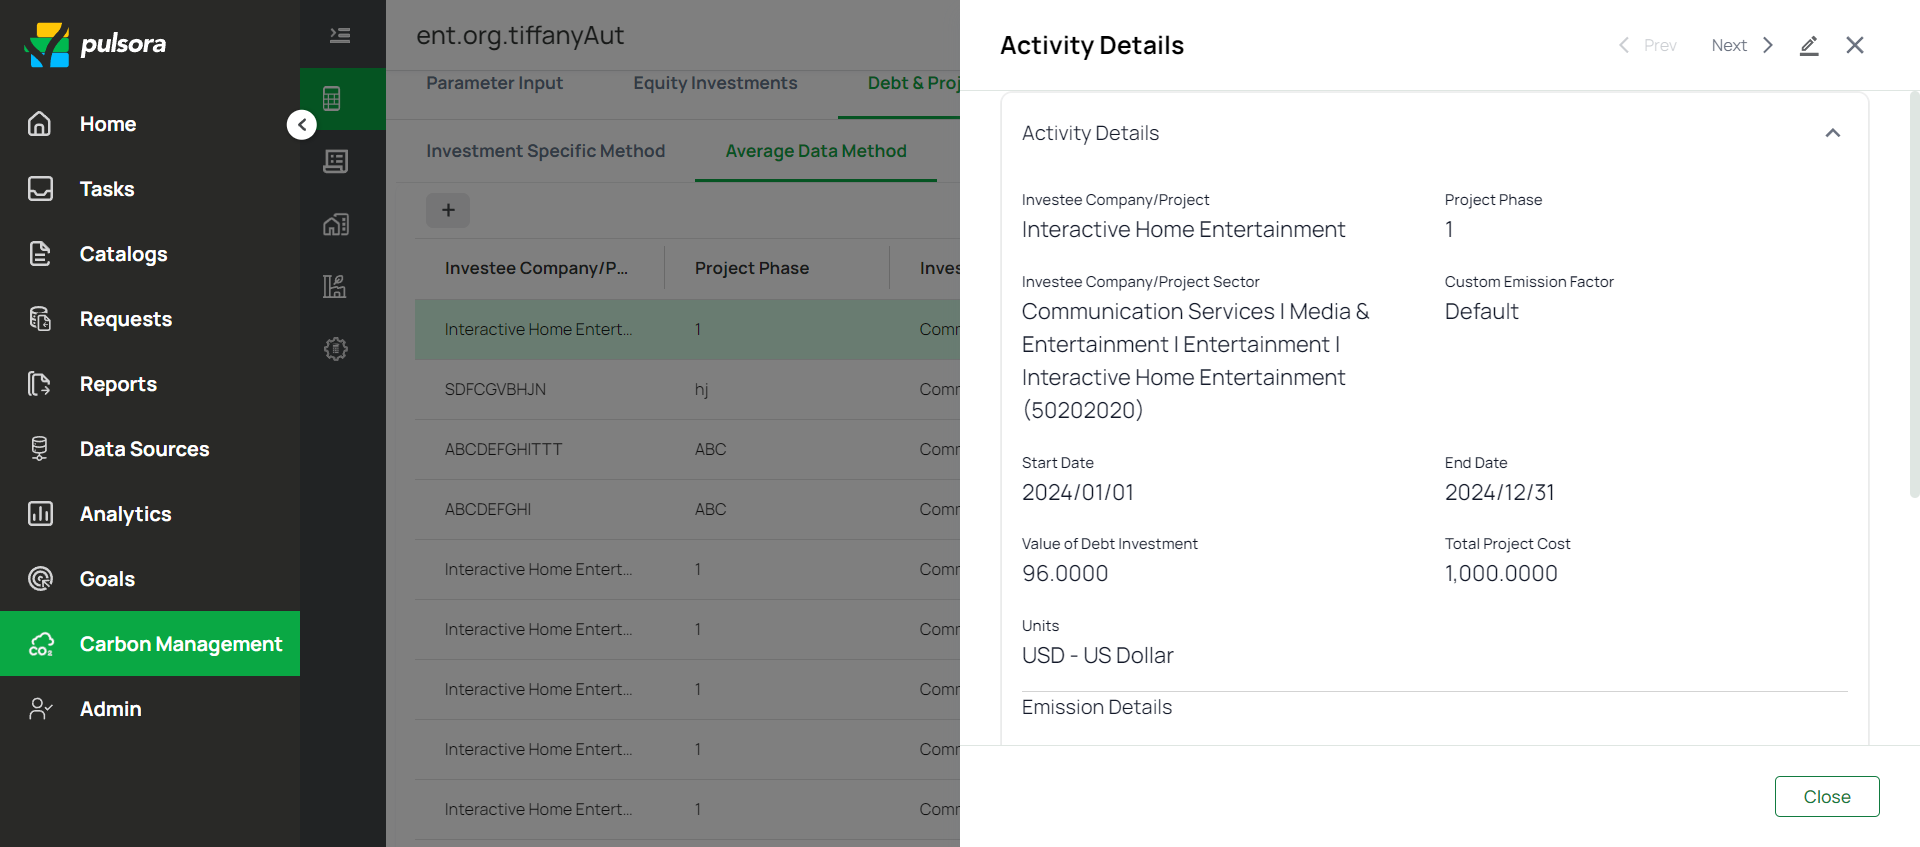 pulsora
Home
Tasks
Catalogs
Requests
Reports
Data Sources
Analytics
Goals
CO₂
Carbon Management
Admin
ent.org.tiffanyAut
Parameter Input
Equity Investments
Debt & Proj
Investment Specific Method
Average Data Method
+
Investee Company/P...
Project Phase
Inves
Interactive Home Entert...
1
Comr
SDFCGVBHJN
hj
Comr
ABCDEFGHITTT
ABC
Comr
ABCDEFGHI
ABC
Comr
Interactive Home Entert...
1
Comr
Interactive Home Entert...
1
Comr
Interactive Home Entert...
1
Comr
Interactive Home Entert...
1
Comr
Interactive Home Entert...
1
Comr
Activity Details
Prev
Next
Activity Details
Investee Company/Project
Interactive Home Entertainment
Project Phase
1
Investee Company/Project Sector
Communication Services | Media &
Entertainment | Entertainment |
Interactive Home Entertainment
(50202020)
Custom Emission Factor
Default
Start Date
2024/01/01
End Date
2024/12/31
Value of Debt Investment
96.0000
Total Project Cost
1,000.0000
Units
USD - US Dollar
Emission Details
Close